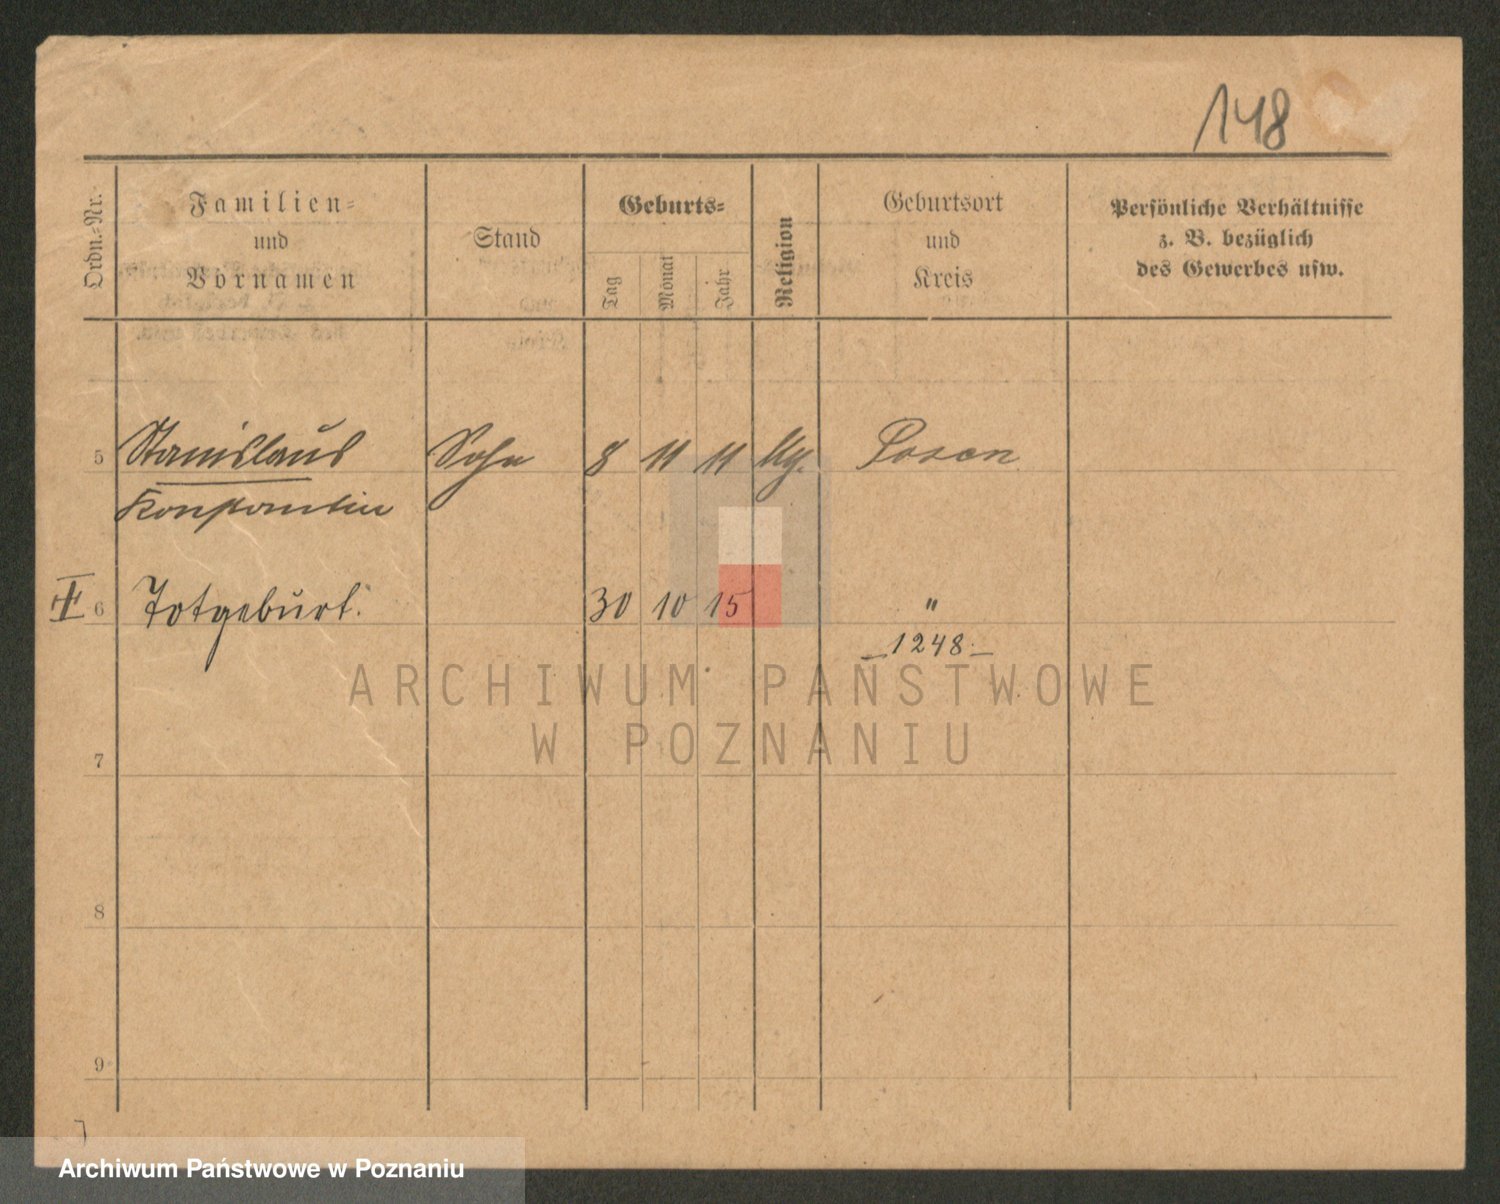 148
Ordn.-Nr.
Familien-
und
Vornamen
Stand
Geburts-
Tag
Monat
Jahr
Religion
Geburtsort
und
Kreis
Persönliche Verhältnisse
z. B. bezüglich
des Gewerbes usw.
5 Stanislaus Sohn 8 11 11 Posen
Konstantin
6 Totgeburt. 30 10 15 "
— 1248. —
ARCHIWUM PAŃSTWOWE
W POZNANIU
7
8
9
Archiwum Państwowe w Poznaniu